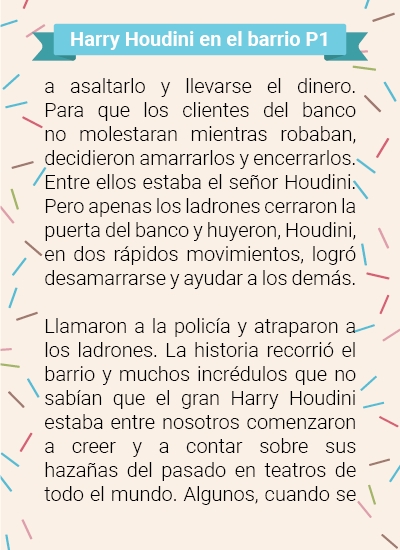 Harry Houdini en el barrio P1
a asaltarlo y llevarse el dinero.
Para que los clientes del banco
no molestaran mientras robaban,
decidieron amarrarlos y encerrarlos.
Entre ellos estaba el señor Houdini.
Pero apenas los ladrones cerraron la
puerta del banco y huyeron, Houdini,
en dos rápidos movimientos, logró
desamarrarse y ayudar a los demás.
Llamaron a la policía y atraparon a
los ladrones. La historia recorrió el
barrio y muchos incrédulos que no
sabían que el gran Harry Houdini
estaba entre nosotros comenzaron
a creer y a contar sobre sus
hazañas del pasado en teatros de
todo el mundo. Algunos, cuando se